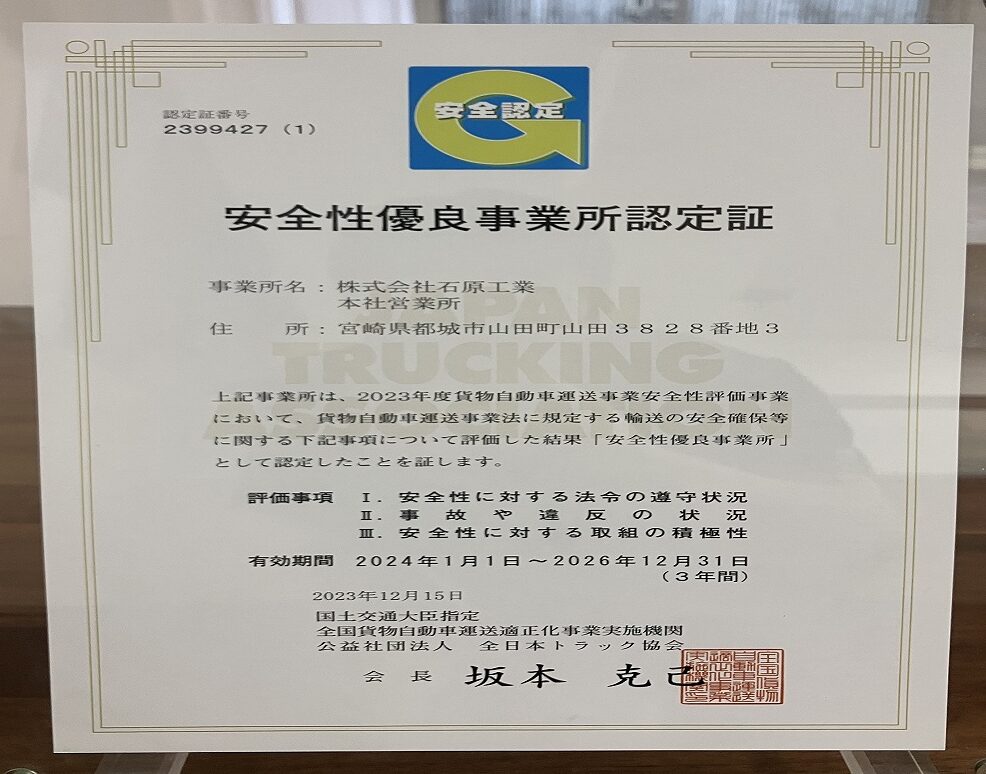 安全認定
認定証番号
2399427（1）
安全性優良事業所認定証
事業所名：株式会社石原工業
本社営業所
住　　所：宮崎県都城市山田町山田３８２８番地３
JAPAN
TRUCKING
上記事業所は、2023年度貨物自動車運送事業安全性評価事業
において、貨物自動車運送事業法に規定する輸送の安全確保等
に関する下記事項について評価した結果「安全性優良事業所」
として認定したことを証します。
評価事項　Ⅰ．安全性に対する法令の遵守状況
Ⅱ．事故や違反の状況
Ⅲ．安全性に対する取組の積極性
有効期間　2024年1月1日～2026年12月31日
（３年間）
2023年12月15日
国土交通大臣指定
全国貨物自動車運送適正化事業実施機関
公益社団法人　全日本トラック協会
会　長　坂本　克己